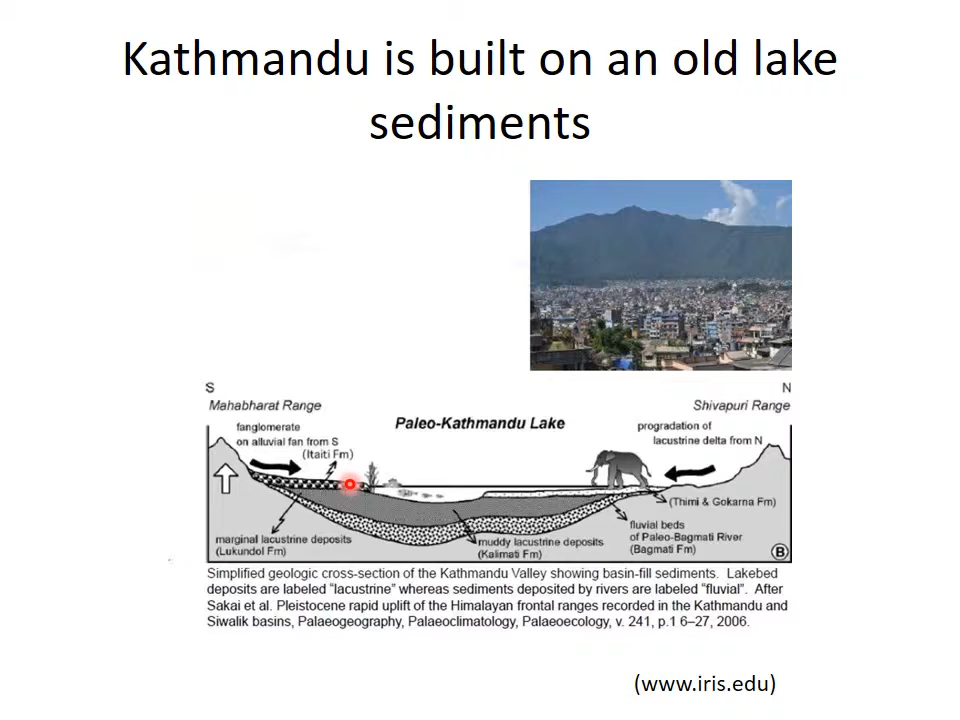 Kathmandu is built on an old lake
sediments
S
N
Mahabharat Range
Shivapuri Range
Paleo-Kathmandu Lake
fanglomerate
on alluvial fan from S
(Itaiti Fm)
progradation of
lacustrine delta from N
(Thimi & Gokarna Fm)
marginal lacustrine deposits
(Lukundol Fm)
muddy lacustrine deposits
(Kalimati Fm)
fluvial beds
of Paleo-Bagmati River
(Bagmati Fm)
B
Simplified geologic cross-section of the Kathmandu Valley showing basin-fill sediments. Lakebed
deposits are labeled "lacustrine" whereas sediments deposited by rivers are labeled "fluvial". After
Sakai et al. Pleistocene rapid uplift of the Himalayan frontal ranges recorded in the Kathmandu and
Siwalik basins, Palaeogeography, Palaeoclimatology, Palaeoecology, v. 241, p.1 6–27, 2006.
(www.iris.edu)